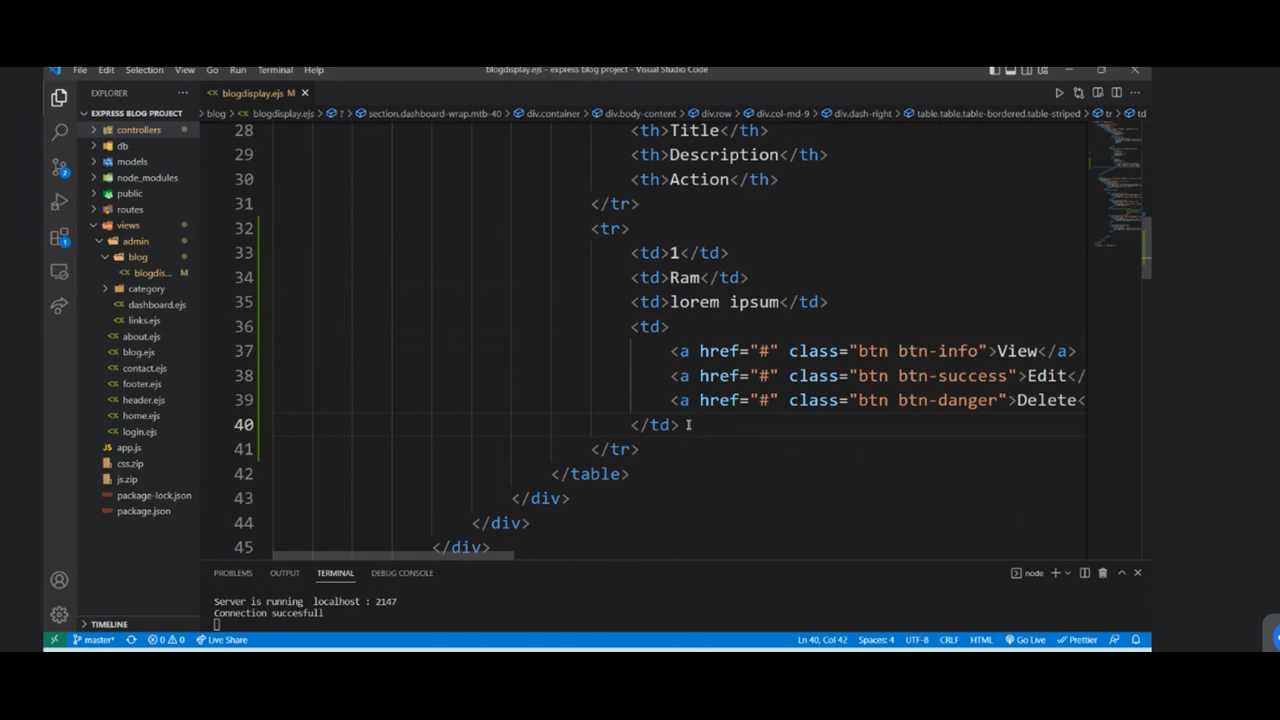 File Edit Selection View Go Run Terminal Help
blogdisplay.ejs - express blog project - Visual Studio Code
EXPLORER
EXPRESS BLOG PROJECT
controllers
db
models
node_modules
public
routes
views
admin
blog
blogdis... M
category
dashboard.ejs
links.ejs
about.ejs
blog.ejs
contact.ejs
footer.ejs
header.ejs
home.ejs
login.ejs
app.js
css.zip
js.zip
package-lock.json
package.json
TIMELINE
blogdisplay.ejs M
blog > blogdisplay.ejs > ? > section.dashboard-wrap.mtb-40 > div.container > div.body-content > div.row > div.col-md-9 > div.dash-right > table.table.table-bordered.table-striped > tr > td
28 <th>Title</th>
29 <th>Description</th>
30 <th>Action</th>
31 </tr>
32 <tr>
33 <td>1</td>
34 <td>Ram</td>
35 <td>lorem ipsum</td>
36 <td>
37 <a href="#" class="btn btn-info">View</a>
38 <a href="#" class="btn btn-success">Edit</
39 <a href="#" class="btn btn-danger">Delete<
40 </td>
41 </tr>
42 </table>
43 </div>
44 </div>
45 </div>
PROBLEMS OUTPUT TERMINAL DEBUG CONSOLE
node
Server is running  localhost : 2147
Connection succesfull
master* 0 0 Live Share
Ln 40, Col 42 Spaces: 4 UTF-8 CRLF HTML Go Live Prettier